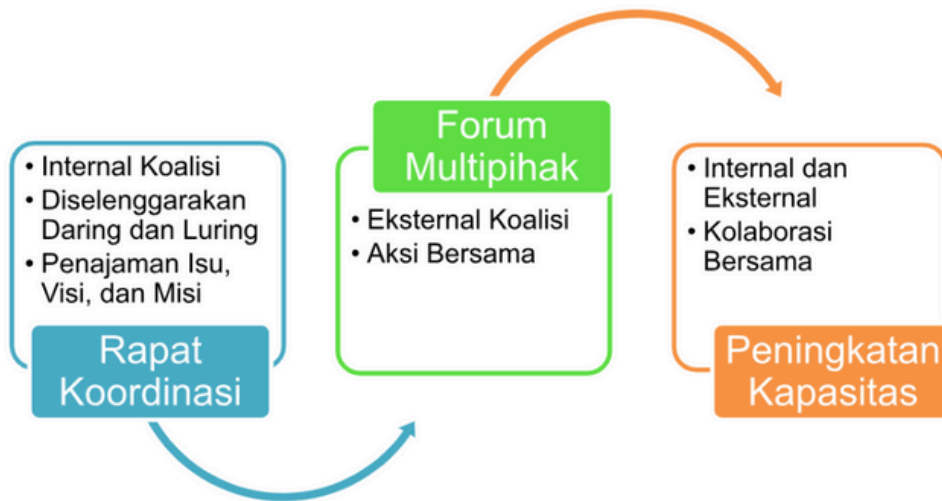 • Internal Koalisi
• Diselenggarakan
Daring dan Luring
• Penajaman Isu,
Visi, dan Misi
Rapat
Koordinasi
Forum
Multipihak
• Eksternal Koalisi
• Aksi Bersama
• Internal dan
Eksternal
• Kolaborasi
Bersama
Peningkatan
Kapasitas